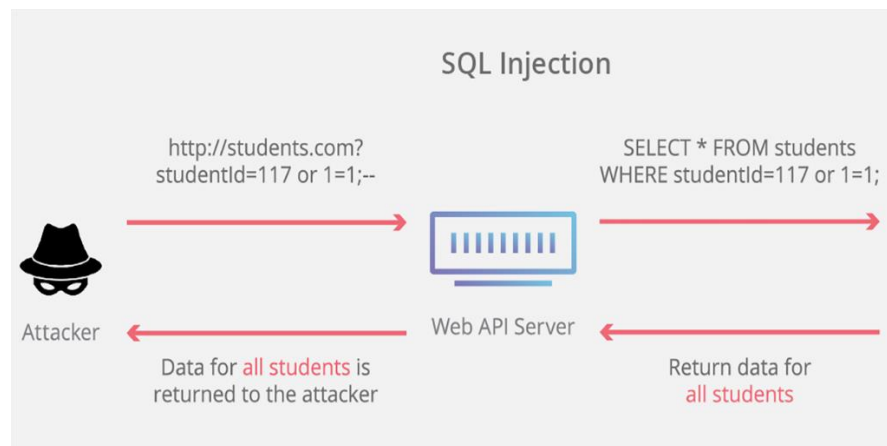 SQL Injection
http://students.com?
studentId=117 or 1=1;--
SELECT * FROM students
WHERE studentId=117 or 1=1;
Attacker
Web API Server
Data for all students is
returned to the attacker
Return data for
all students